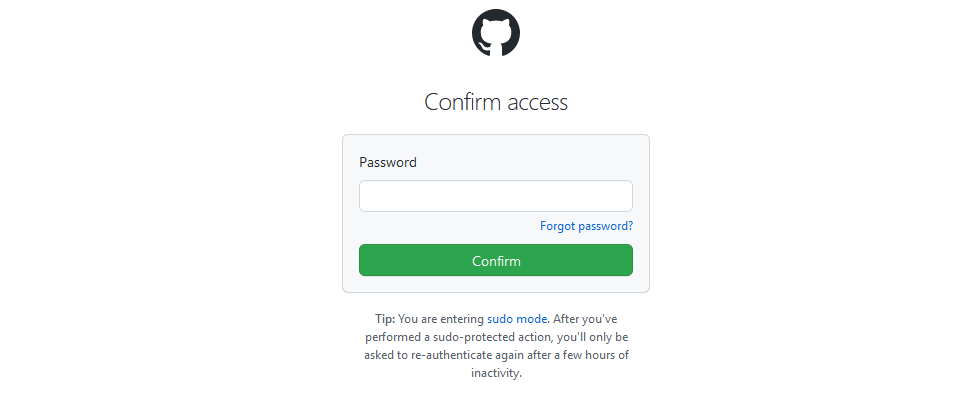 Confirm access
Password
Forgot password?
Confirm
Tip: You are entering sudo mode. After you've
performed a sudo-protected action, you'll only be
asked to re-authenticate again after a few hours of
inactivity.